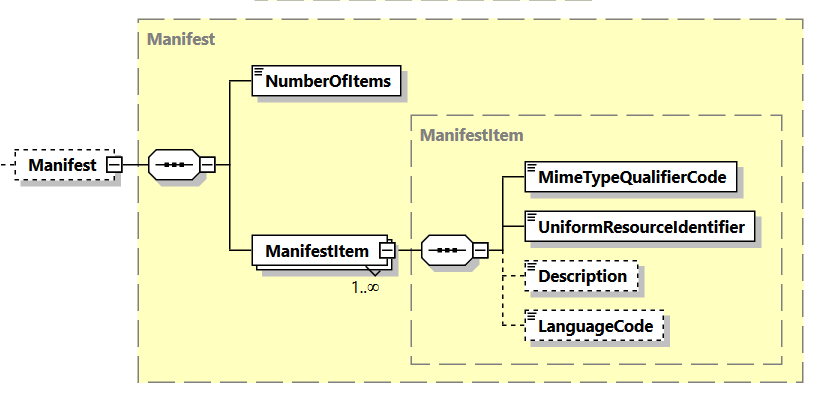 Manifest
NumberOfItems
ManifestItem
Manifest
MimeTypeQualifierCode
UniformResourceIdentifier
ManifestItem
1..∞
Description
LanguageCode